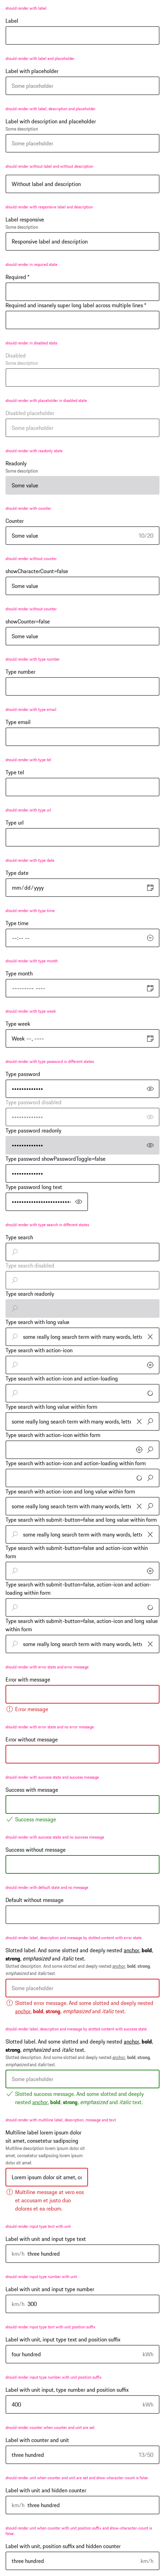 should render with label
Label
should render with label and placeholder
Label with placeholder
Some placeholder
should render with label, description and placeholder
Label with description and placeholder
Some description
Some placeholder
should render without label and without description
Without label and description
should render with responsive label and description
Label responsive
Some description
Responsive label and description
should render in required state
Required *
Required and insanely super long label across multiple lines *
should render in disabled state
Disabled
Some description
should render with placeholder in disabled state
Disabled placeholder
Some placeholder
should render with readonly state
Readonly
Some description
Some value
should render with counter
Counter
Some value 10/20
should render without counter
showCharacterCount=false
Some value
should render without counter
showCounter=false
Some value
should render with type number
Type number
should render with type email
Type email
should render with type tel
Type tel
should render with type url
Type url
should render with type date
Type date
mm/dd/yyyy
should render with type time
Type time
--:-- --
should render with type month
Type month
--------- ----
should render with type week
Type week
Week --, ----
should render with type password in different states
Type password
••••••••••••••
Type password disabled
••••••••••••••
Type password readonly
••••••••••••••
Type password showPasswordToggle=false
••••••••••••••
Type password long text
should render with type search in different states
Type search
Type search disabled
Type search readonly
Type search with long value
some really long search term with many words, lette
Type search with action-icon
Type search with action-icon and action-loading
Type search with long value within form
some really long search term with many words, lette
Type search with action-icon within form
Type search with action-icon and action-loading within form
Type search with action-icon and long value within form
some really long search term with many words, lette
Type search with submit-button=false and long value within form
some really long search term with many words, lette
Type search with submit-button=false and action-icon within
form
Type search with submit-button=false, action-icon and action-
loading within form
Type search with submit-button=false, action-icon and long value
within form
some really long search term with many words, lette
should render with error state and error message
Error with message
Error message
should render with error state and no error message
Error without message
should render with success state and success message
Success with message
Success message
should render with success state and no success message
Success without message
should render with default state and no message
Default without message
should render label, description and message by slotted content with error state
Slotted label. And some slotted and deeply nested anchor, bold,
strong, emphasized and italic text.
Slotted description. And some slotted and deeply nested anchor, bold, strong,
emphasized and italic text.
Some placeholder
Slotted error message. And some slotted and deeply nested
anchor, bold, strong, emphasized and italic text.
should render label, description and message by slotted content with success state
Slotted label. And some slotted and deeply nested anchor, bold,
strong, emphasized and italic text.
Slotted description. And some slotted and deeply nested anchor, bold, strong,
emphasized and italic text.
Some placeholder
Slotted success message. And some slotted and deeply
nested anchor, bold, strong, emphasized and italic text.
should render with multiline label, description, message and text
Multiline label lorem ipsum dolor
sit amet, consetetur sadipscing
Multiline description lorem ipsum dolor sit
amet, consetetur sadipscing lorem ipsum
dolor sit amet
Lorem ipsum dolor sit amet, co
Multiline message at vero eos
et accusam et justo duo
dolores et ea rebum.
should render input type text with unit
Label with unit and input type text
km/h three hundred
should render input type number with unit
Label with unit and input type number
km/h 300
should render input type text with unit position suffix
Label with unit, input type text and position suffix
four hundred kWh
should render input type number with unit position suffix
Label with unit input, type number and position suffix
400 kWh
should render counter when counter and unit are set
Label with counter and unit
three hundred 13/50
should render unit when counter and unit are set and show-character-count is false
Label with unit and hidden counter
km/h three hundred
should render unit when counter with unit position suffix and show-character-count is
false
Label with unit, position suffix and hidden counter
three hundred km/h